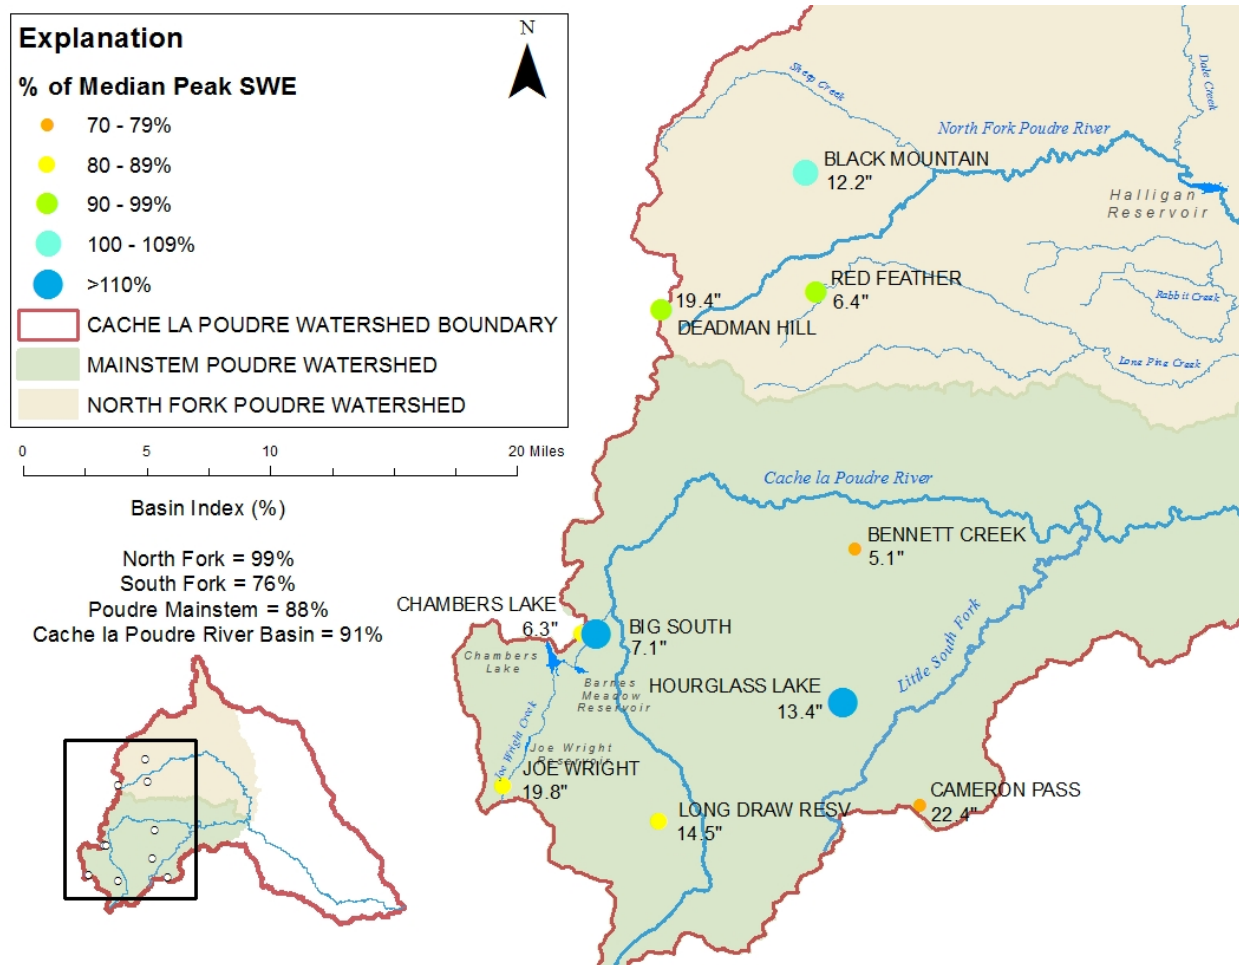 Explanation
N
% of Median Peak SWE
70 - 79%
80 - 89%
90 - 99%
100 - 109%
>110%
CACHE LA POUDRE WATERSHED BOUNDARY
MAINSTEM POUDRE WATERSHED
NORTH FORK POUDRE WATERSHED
0
5
10
20 Miles
Basin Index (%)
North Fork = 99%
South Fork = 76%
Poudre Mainstem = 88%
Cache la Poudre River Basin = 91%
Sheep Creek
Dale Creek
North Fork Poudre River
BLACK MOUNTAIN
12.2"
Halligan
Reservoir
RED FEATHER
6.4"
19.4"
DEADMAN HILL
Rabbit Creek
Lone Pine Creek
Cache la Poudre River
BENNETT CREEK
5.1"
CHAMBERS LAKE
6.3"
BIG SOUTH
7.1"
Chambers
Lake
Barnes
Meadow
Reservoir
HOURGLASS LAKE
13.4"
Little South Fork
Joe Wright Creek
Joe Wright
Reservoir
JOE WRIGHT
19.8"
LONG DRAW RESV
14.5"
CAMERON PASS
22.4"